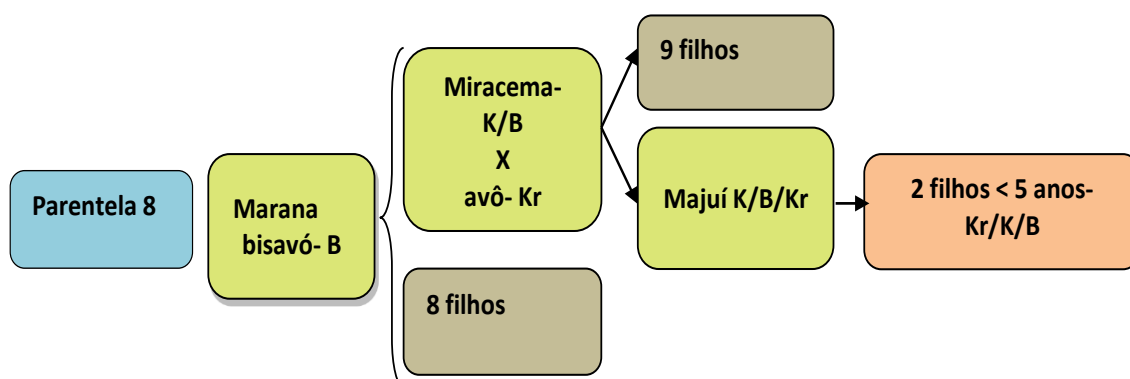 Parentela 8
Marana
bisavó- B
Miracema-
K/B
X
avô- Kr
8 filhos
9 filhos
Majuí K/B/Kr
2 filhos < 5 anos-
Kr/K/B